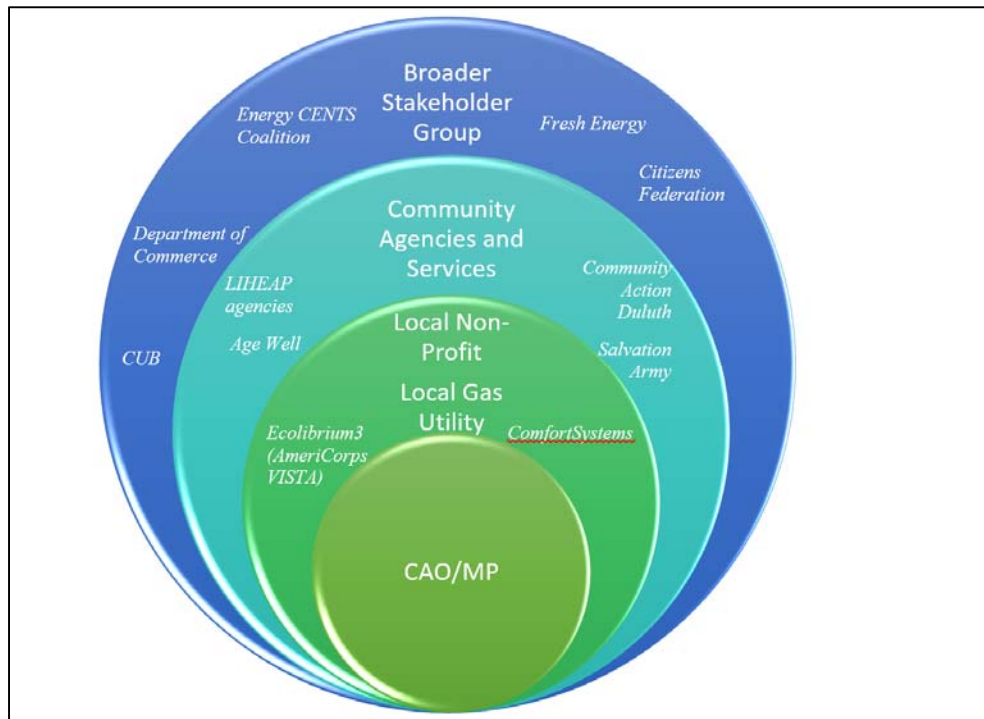 Broader
Stakeholder
Group
Energy CENTS
Coalition
Fresh Energy
Citizens
Federation
Department of
Commerce
CUB
Community
Agencies and
Services
LIHEAP
agencies
Age Well
Community
Action
Duluth
Salvation
Army
Local Non-
Profit
Local Gas
Utility
Ecolibrium3
(AmeriCorps
VISTA)
ComfortSystems
CAO/MP